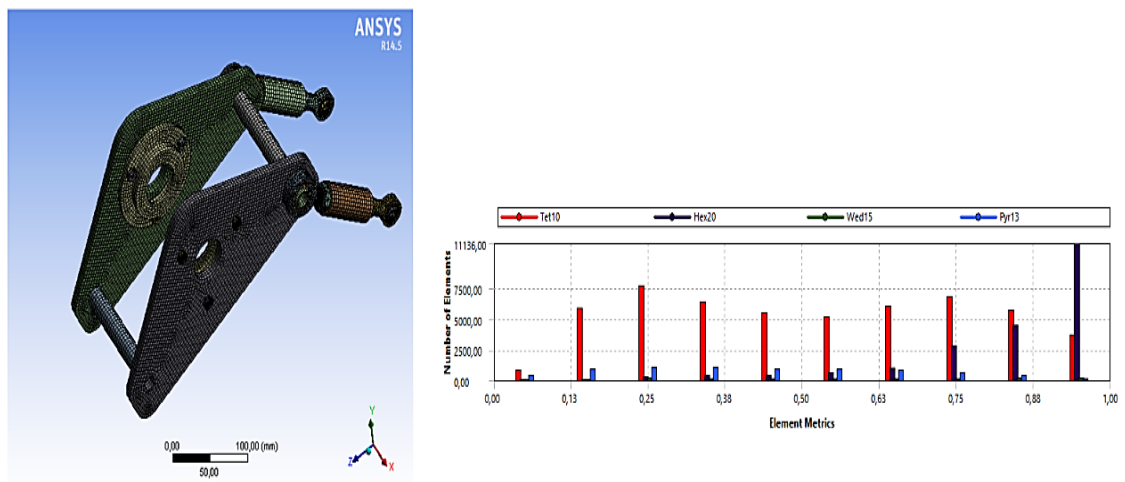 ANSYS
R14.5
0,00 100,00 (mm)
50,00
Y
Z
X
Tet10 Hex20 Wed15 Pyr13
Number of Elements
11136,00
7500,00
5000,00
2500,00
0,00
0,00 0,13 0,25 0,38 0,50 0,63 0,75 0,88 1,00
Element Metrics